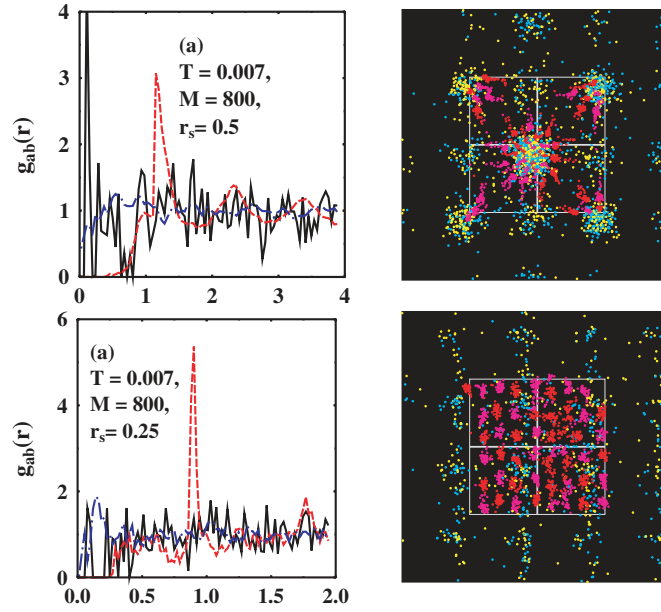 4
3
2
1
0
g_ab(r)
(a)
T = 0.007,
M = 800,
r_s= 0.5
0 1 2 3 4
6
4
2
0
g_ab(r)
(a)
T = 0.007,
M = 800,
r_s = 0.25
0.0 0.5 1.0 1.5 2.0